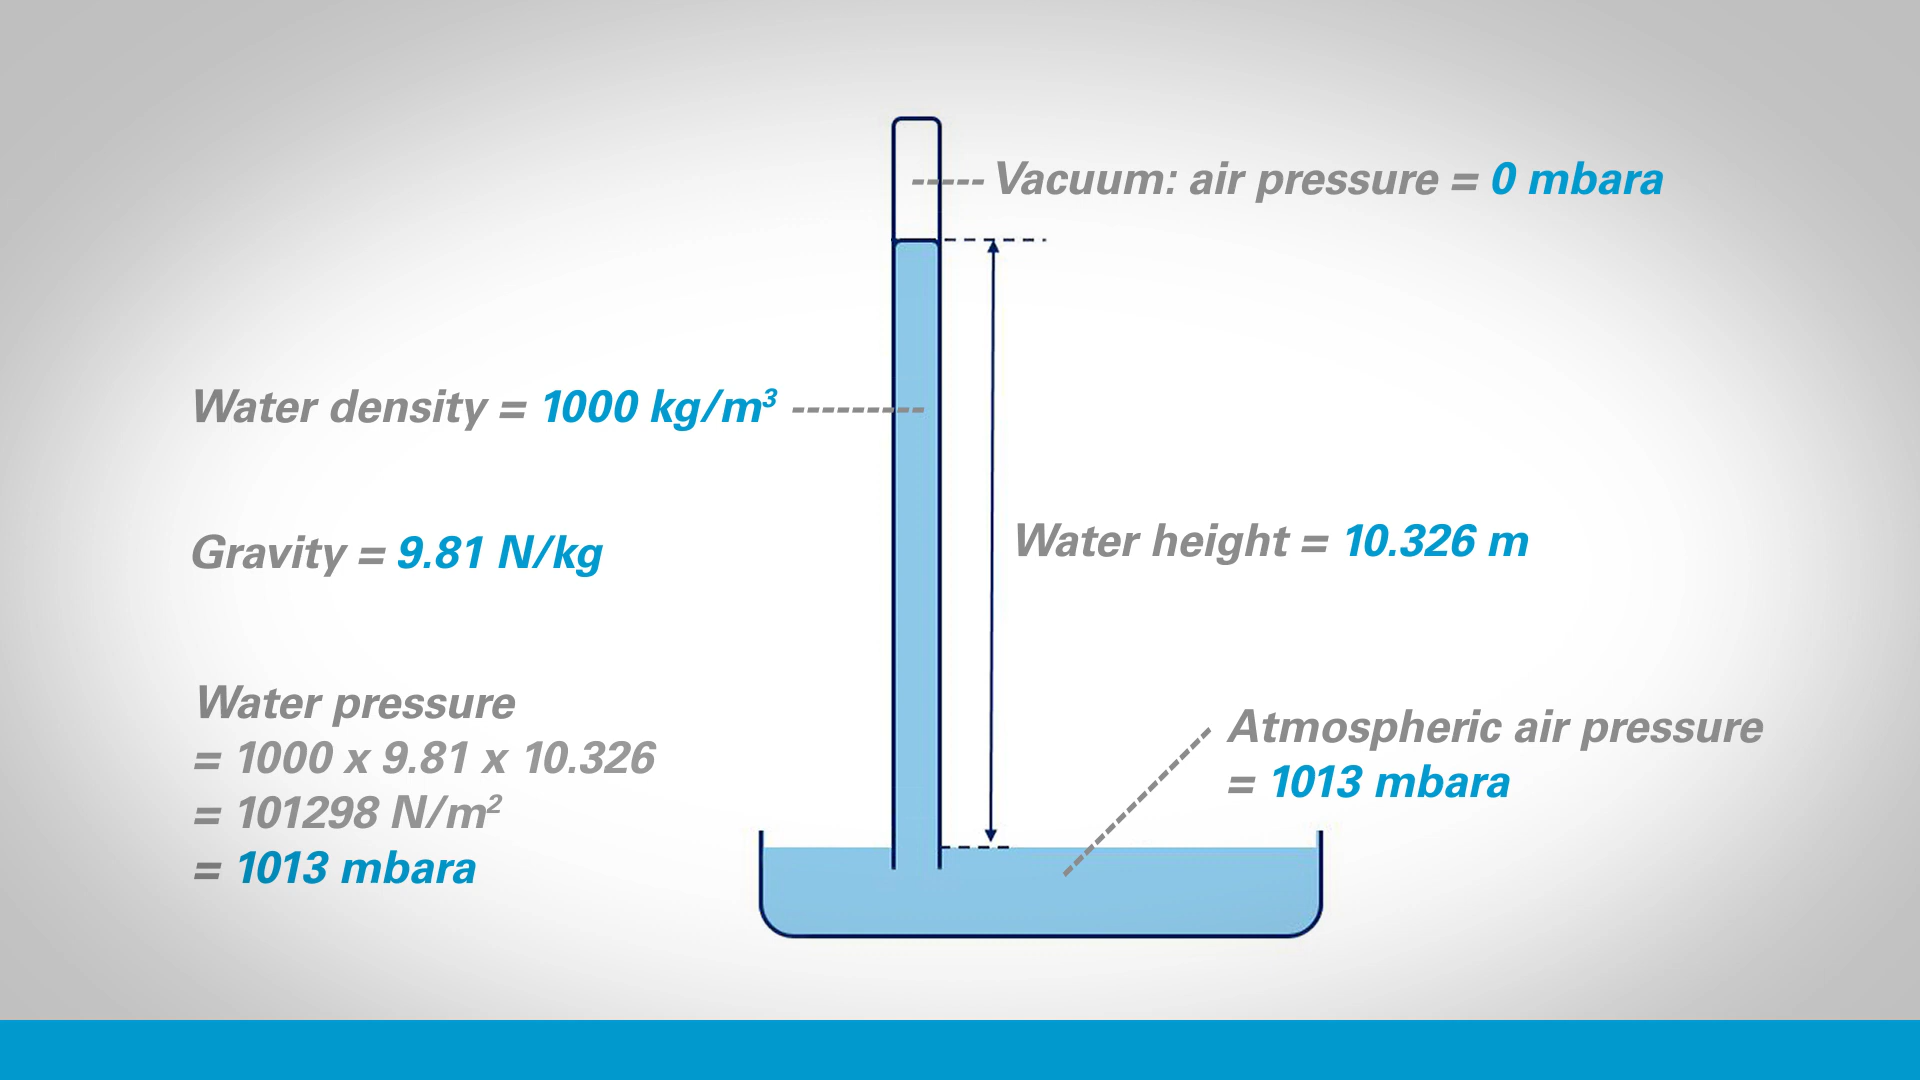 Vacuum: air pressure = 0 mbara
Water density = 1000 kg/m³
Gravity = 9.81 N/kg
Water height = 10.326 m
Water pressure
= 1000 x 9.81 x 10.326
= 101298 N/m²
= 1013 mbara
Atmospheric air pressure
= 1013 mbara